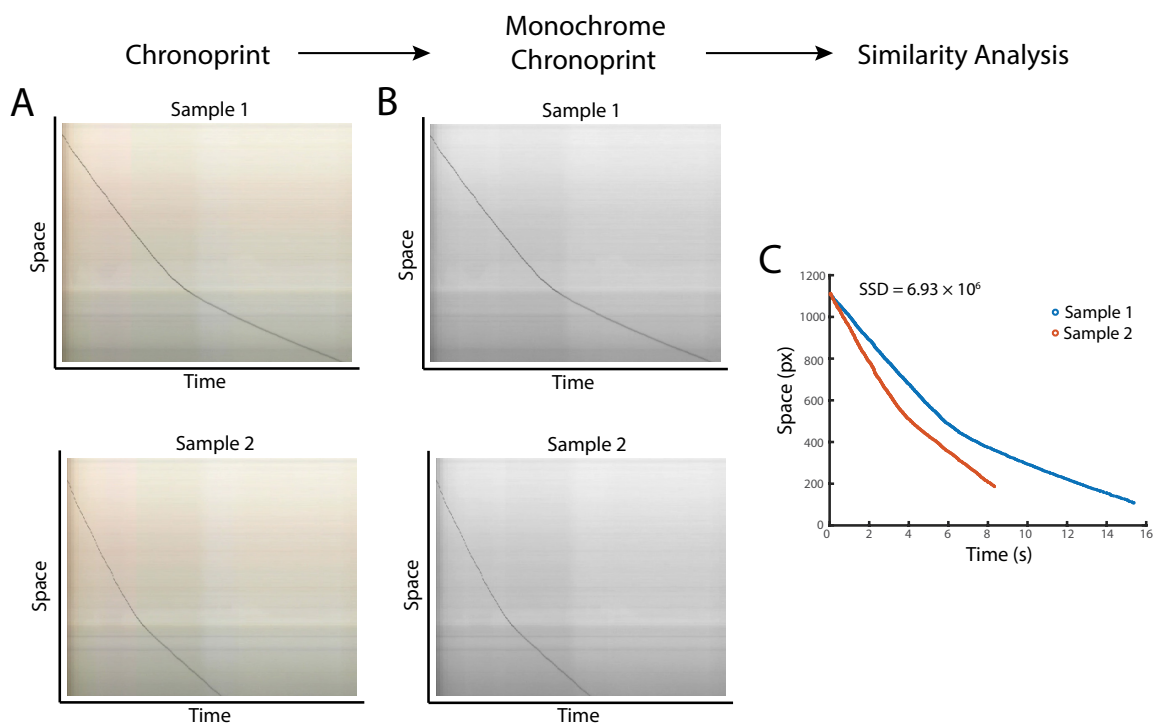 Chronoprint
Monochrome
Chronoprint
Similarity Analysis
A
Sample 1
Space
Time
B
Sample 1
Space
Time
Sample 2
Space
Time
Sample 2
Space
Time
C
SSD = 6.93 × 10⁶
Sample 1
Sample 2
Space (px)
1200
1000
800
600
400
200
0
0 2 4 6 8 10 12 14 16
Time (s)